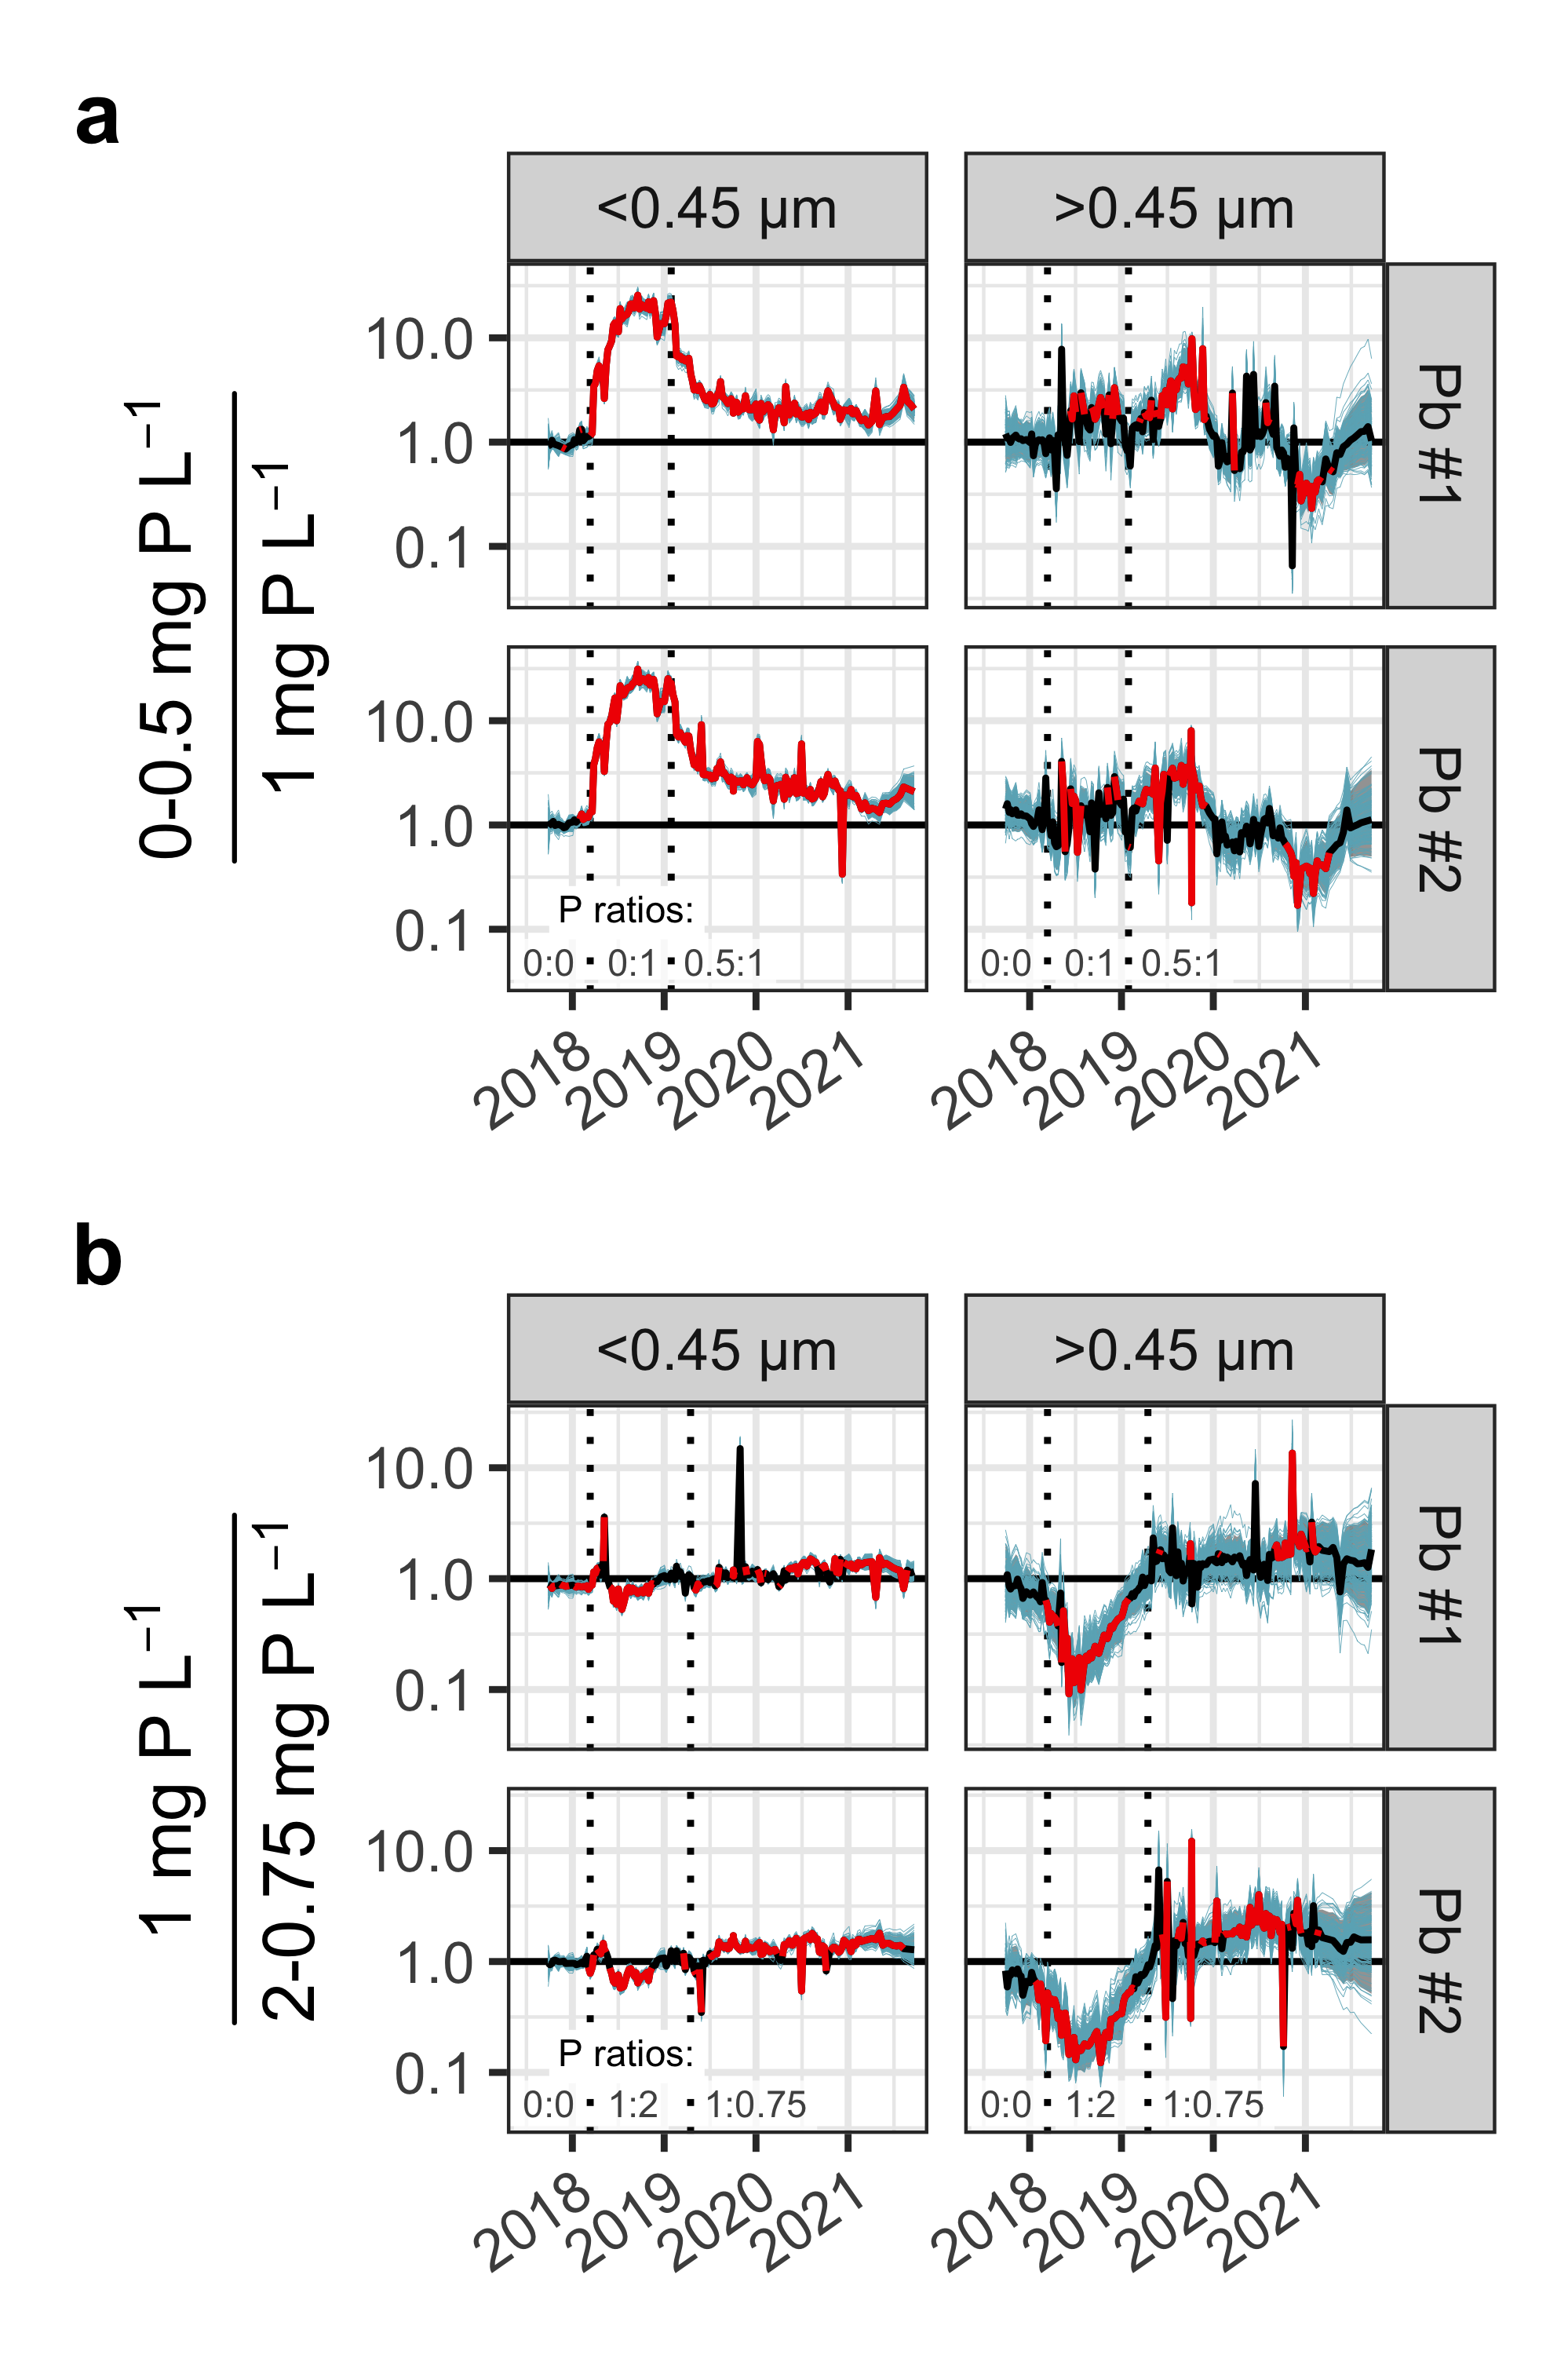 a
<0.45 µm
>0.45 µm
0-0.5 mg P L⁻¹
1 mg P L⁻¹
10.0
1.0
0.1
Pb #1
10.0
1.0
0.1
Pb #2
P ratios:
0:0 0:1 0.5:1
0:0 0:1 0.5:1
2018 2019 2020 2021
2018 2019 2020 2021
b
<0.45 µm
>0.45 µm
1 mg P L⁻¹
2-0.75 mg P L⁻¹
10.0
1.0
0.1
Pb #1
10.0
1.0
0.1
Pb #2
P ratios:
0:0 1:2 1:0.75
0:0 1:2 1:0.75
2018 2019 2020 2021
2018 2019 2020 2021